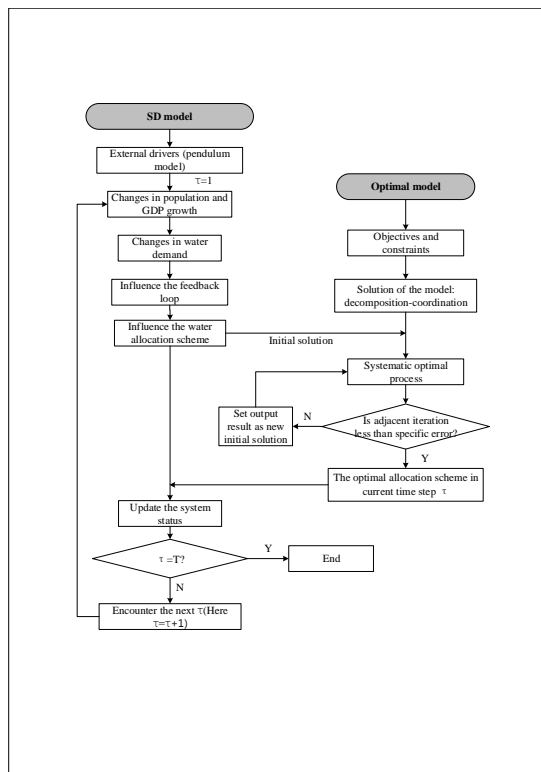 SD model
External drivers (pendulum
model)
τ=1
Changes in population and
GDP growth
Changes in water
demand
Influence the feedback
loop
Influence the water
allocation scheme
Initial solution
Optimal model
Objectives and
constraints
Solution of the model:
decomposition-coordination
Systematic optimal
process
Is adjacent iteration
less than specific error?
N
Set output
result as new
initial solution
Y
The optimal allocation scheme in
current time step τ
Update the system
status
τ =T?
Y
End
N
Encounter the next τ(Here
τ=τ+1)